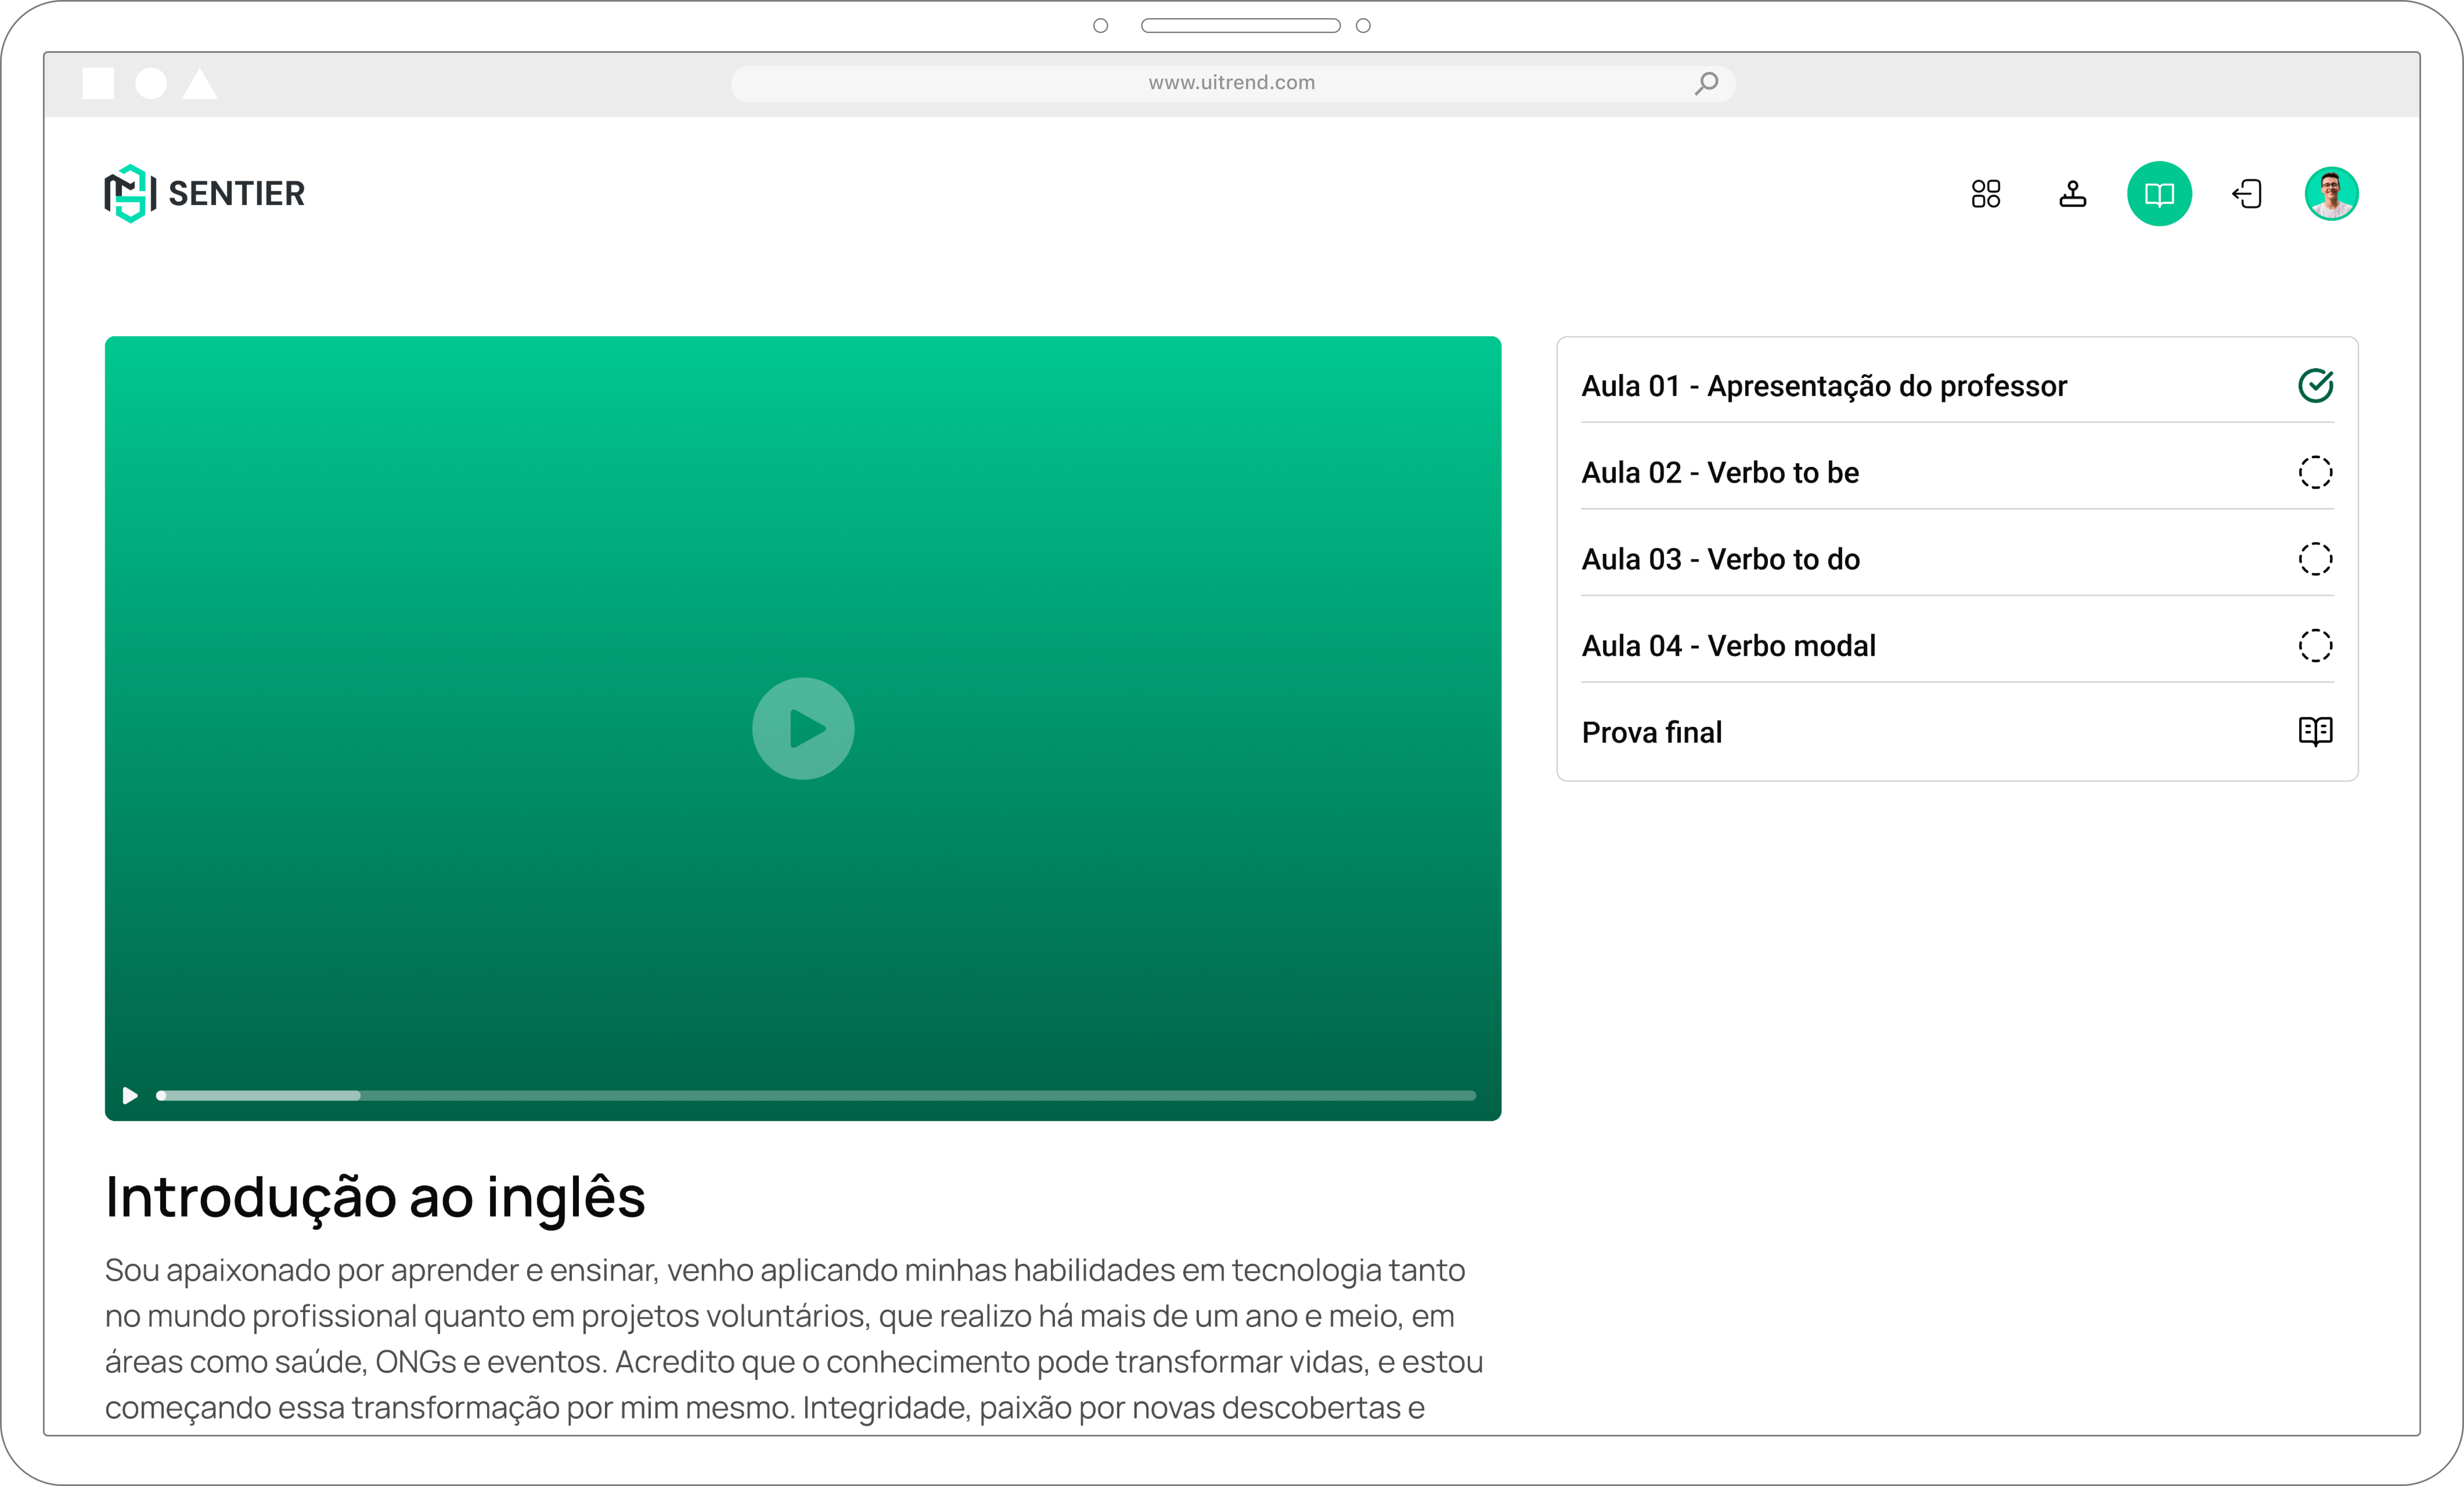 www.uitrend.com
SENTIER
Aula 01 - Apresentação do professor
Aula 02 - Verbo to be
Aula 03 - Verbo to do
Aula 04 - Verbo modal
Prova final
Introdução ao inglês
Sou apaixonado por aprender e ensinar, venho aplicando minhas habilidades em tecnologia tanto
no mundo profissional quanto em projetos voluntários, que realizo há mais de um ano e meio, em
áreas como saúde, ONGs e eventos. Acredito que o conhecimento pode transformar vidas, e estou
começando essa transformação por mim mesmo. Integridade, paixão por novas descobertas e